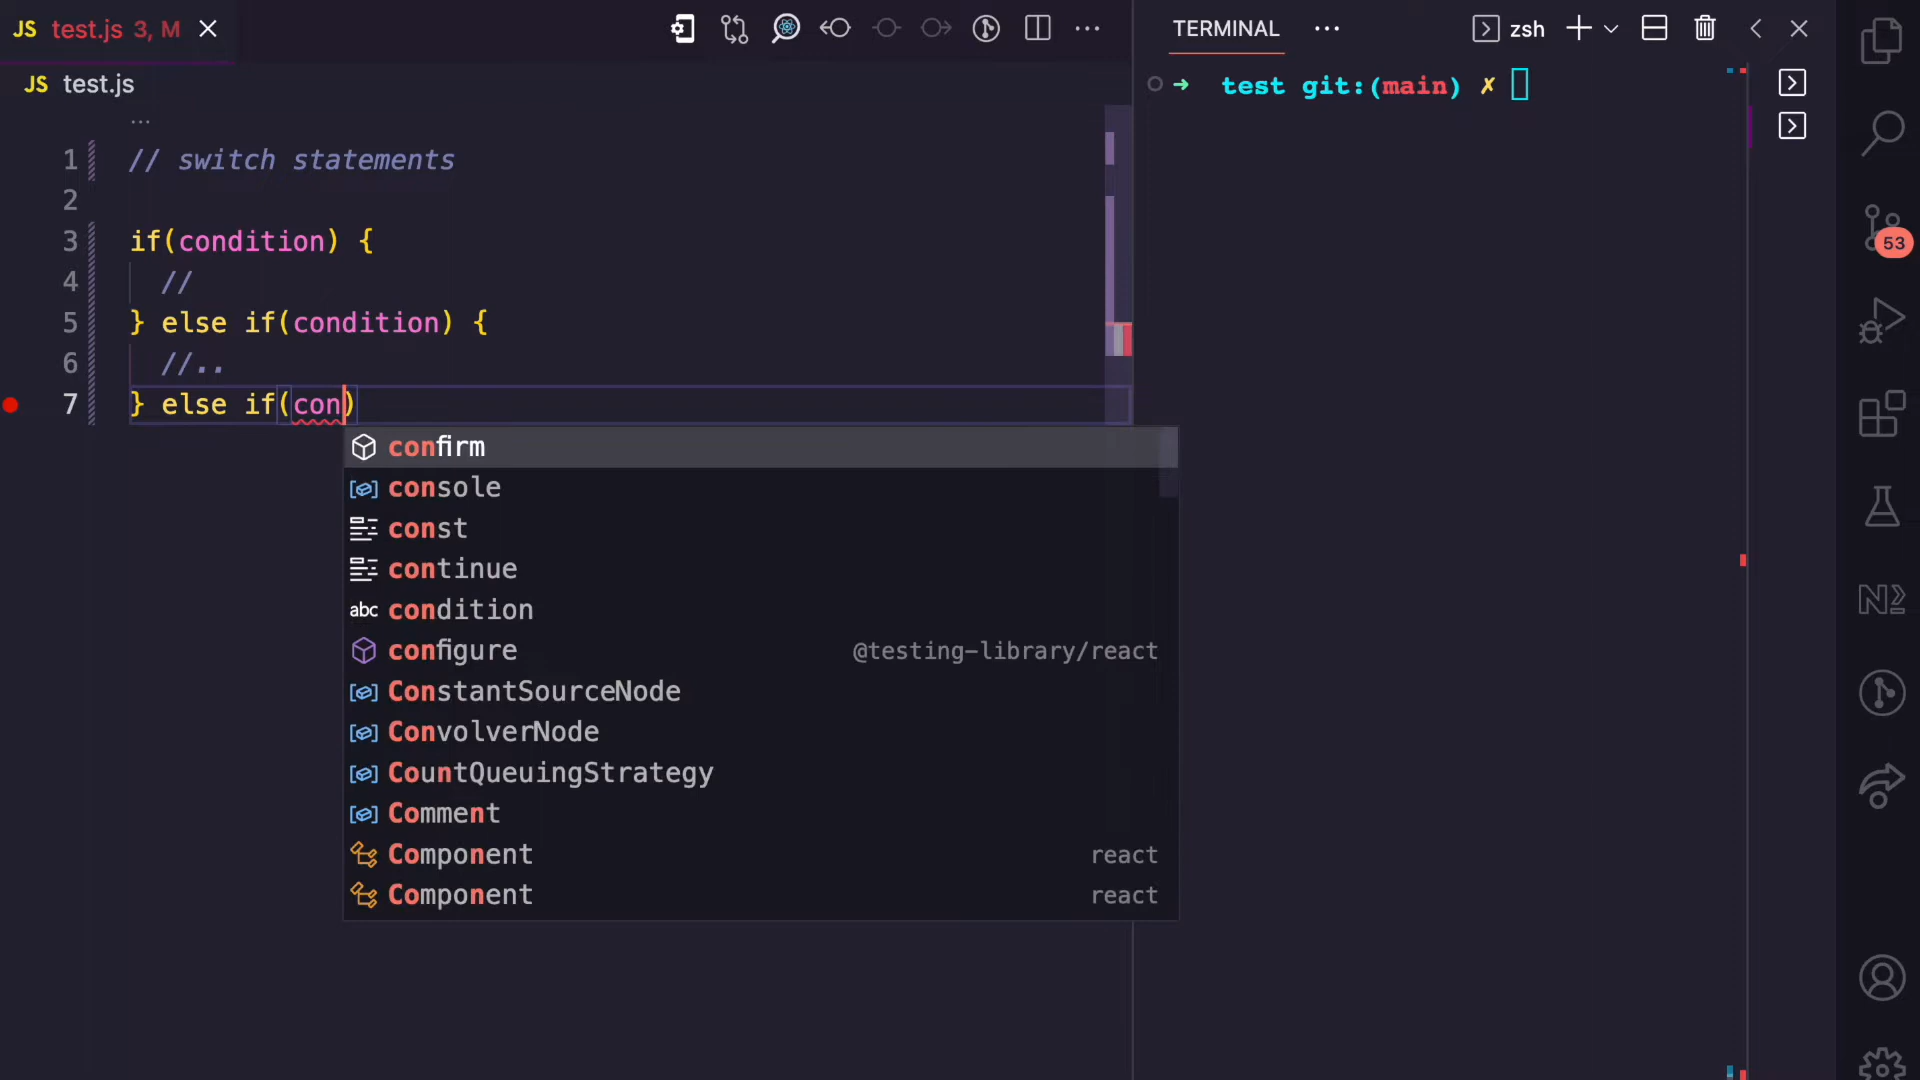 JS test.js 3, M
JS test.js
...
1 // switch statements
2
3 if(condition) {
4 //
5 } else if(condition) {
6 //..
7 } else if(con)
confirm
console
const
continue
abc condition
configure @testing-library/react
ConstantSourceNode
ConvolverNode
CountQueuingStrategy
Comment
Component react
Component react
TERMINAL ... zsh
➜ test git:(main) ✗
53